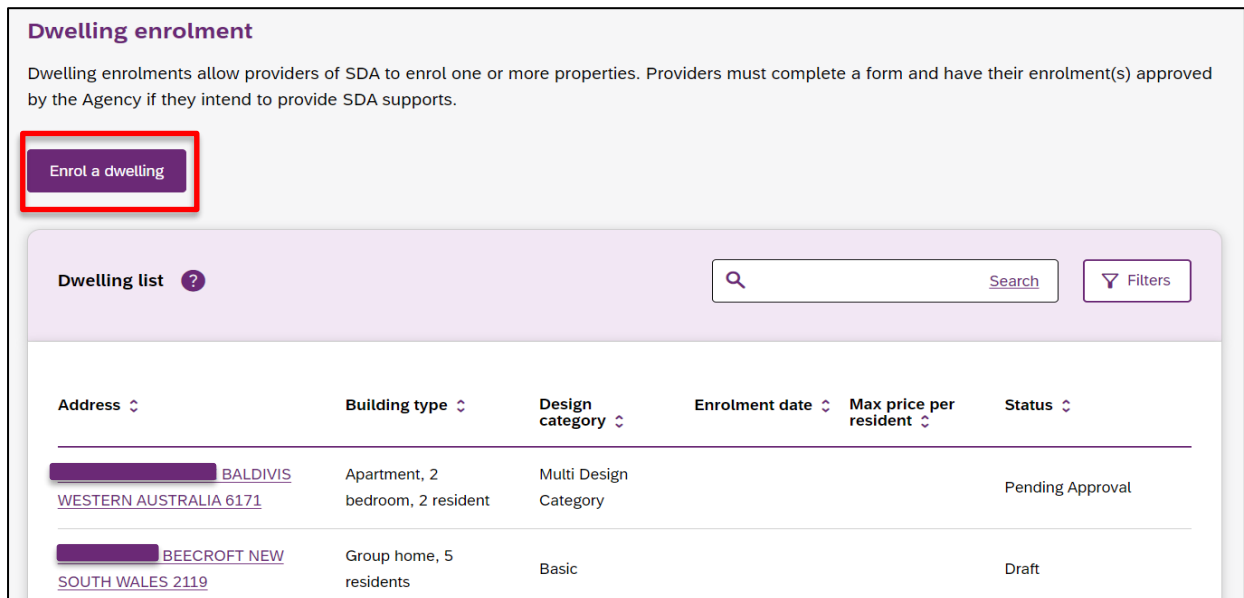 Dwelling enrolment
Dwelling enrolments allow providers of SDA to enrol one or more properties. Providers must complete a form and have their enrolment(s) approved
by the Agency if they intend to provide SDA supports.
Enrol a dwelling
Dwelling list ?
Search
Filters
Address
Building type
Design
category
Enrolment date
Max price per
resident
Status
BALDIVIS
WESTERN AUSTRALIA 6171
Apartment, 2
bedroom, 2 resident
Multi Design
Category
Pending Approval
BEECROFT NEW
SOUTH WALES 2119
Group home, 5
residents
Basic
Draft